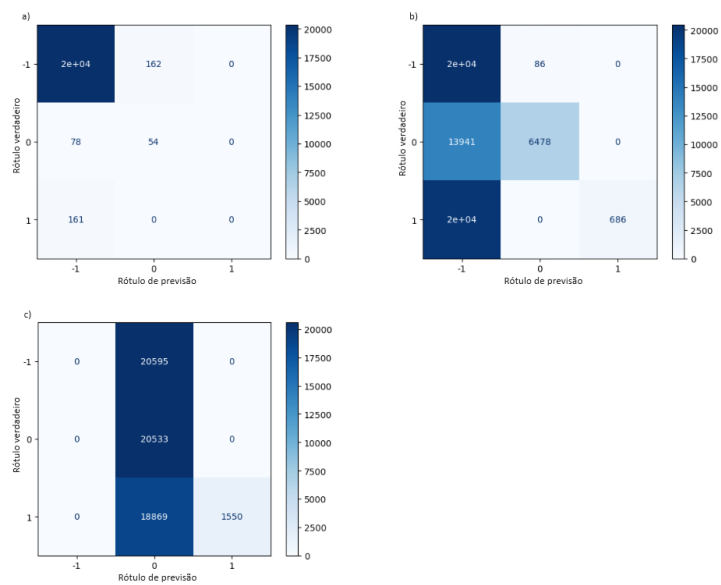 a)
Rótulo verdadeiro
-1
0
1
2e+04 162 0
78 54 0
161 0 0
-1 0 1
Rótulo de previsão
20000
17500
15000
12500
10000
7500
5000
2500
0
b)
Rótulo verdadeiro
-1
0
1
2e+04 86 0
13941 6478 0
2e+04 0 686
-1 0 1
Rótulo de previsão
20000
17500
15000
12500
10000
7500
5000
2500
0
c)
Rótulo verdadeiro
-1
0
1
0 20595 0
0 20533 0
0 18869 1550
-1 0 1
Rótulo de previsão
20000
17500
15000
12500
10000
7500
5000
2500
0